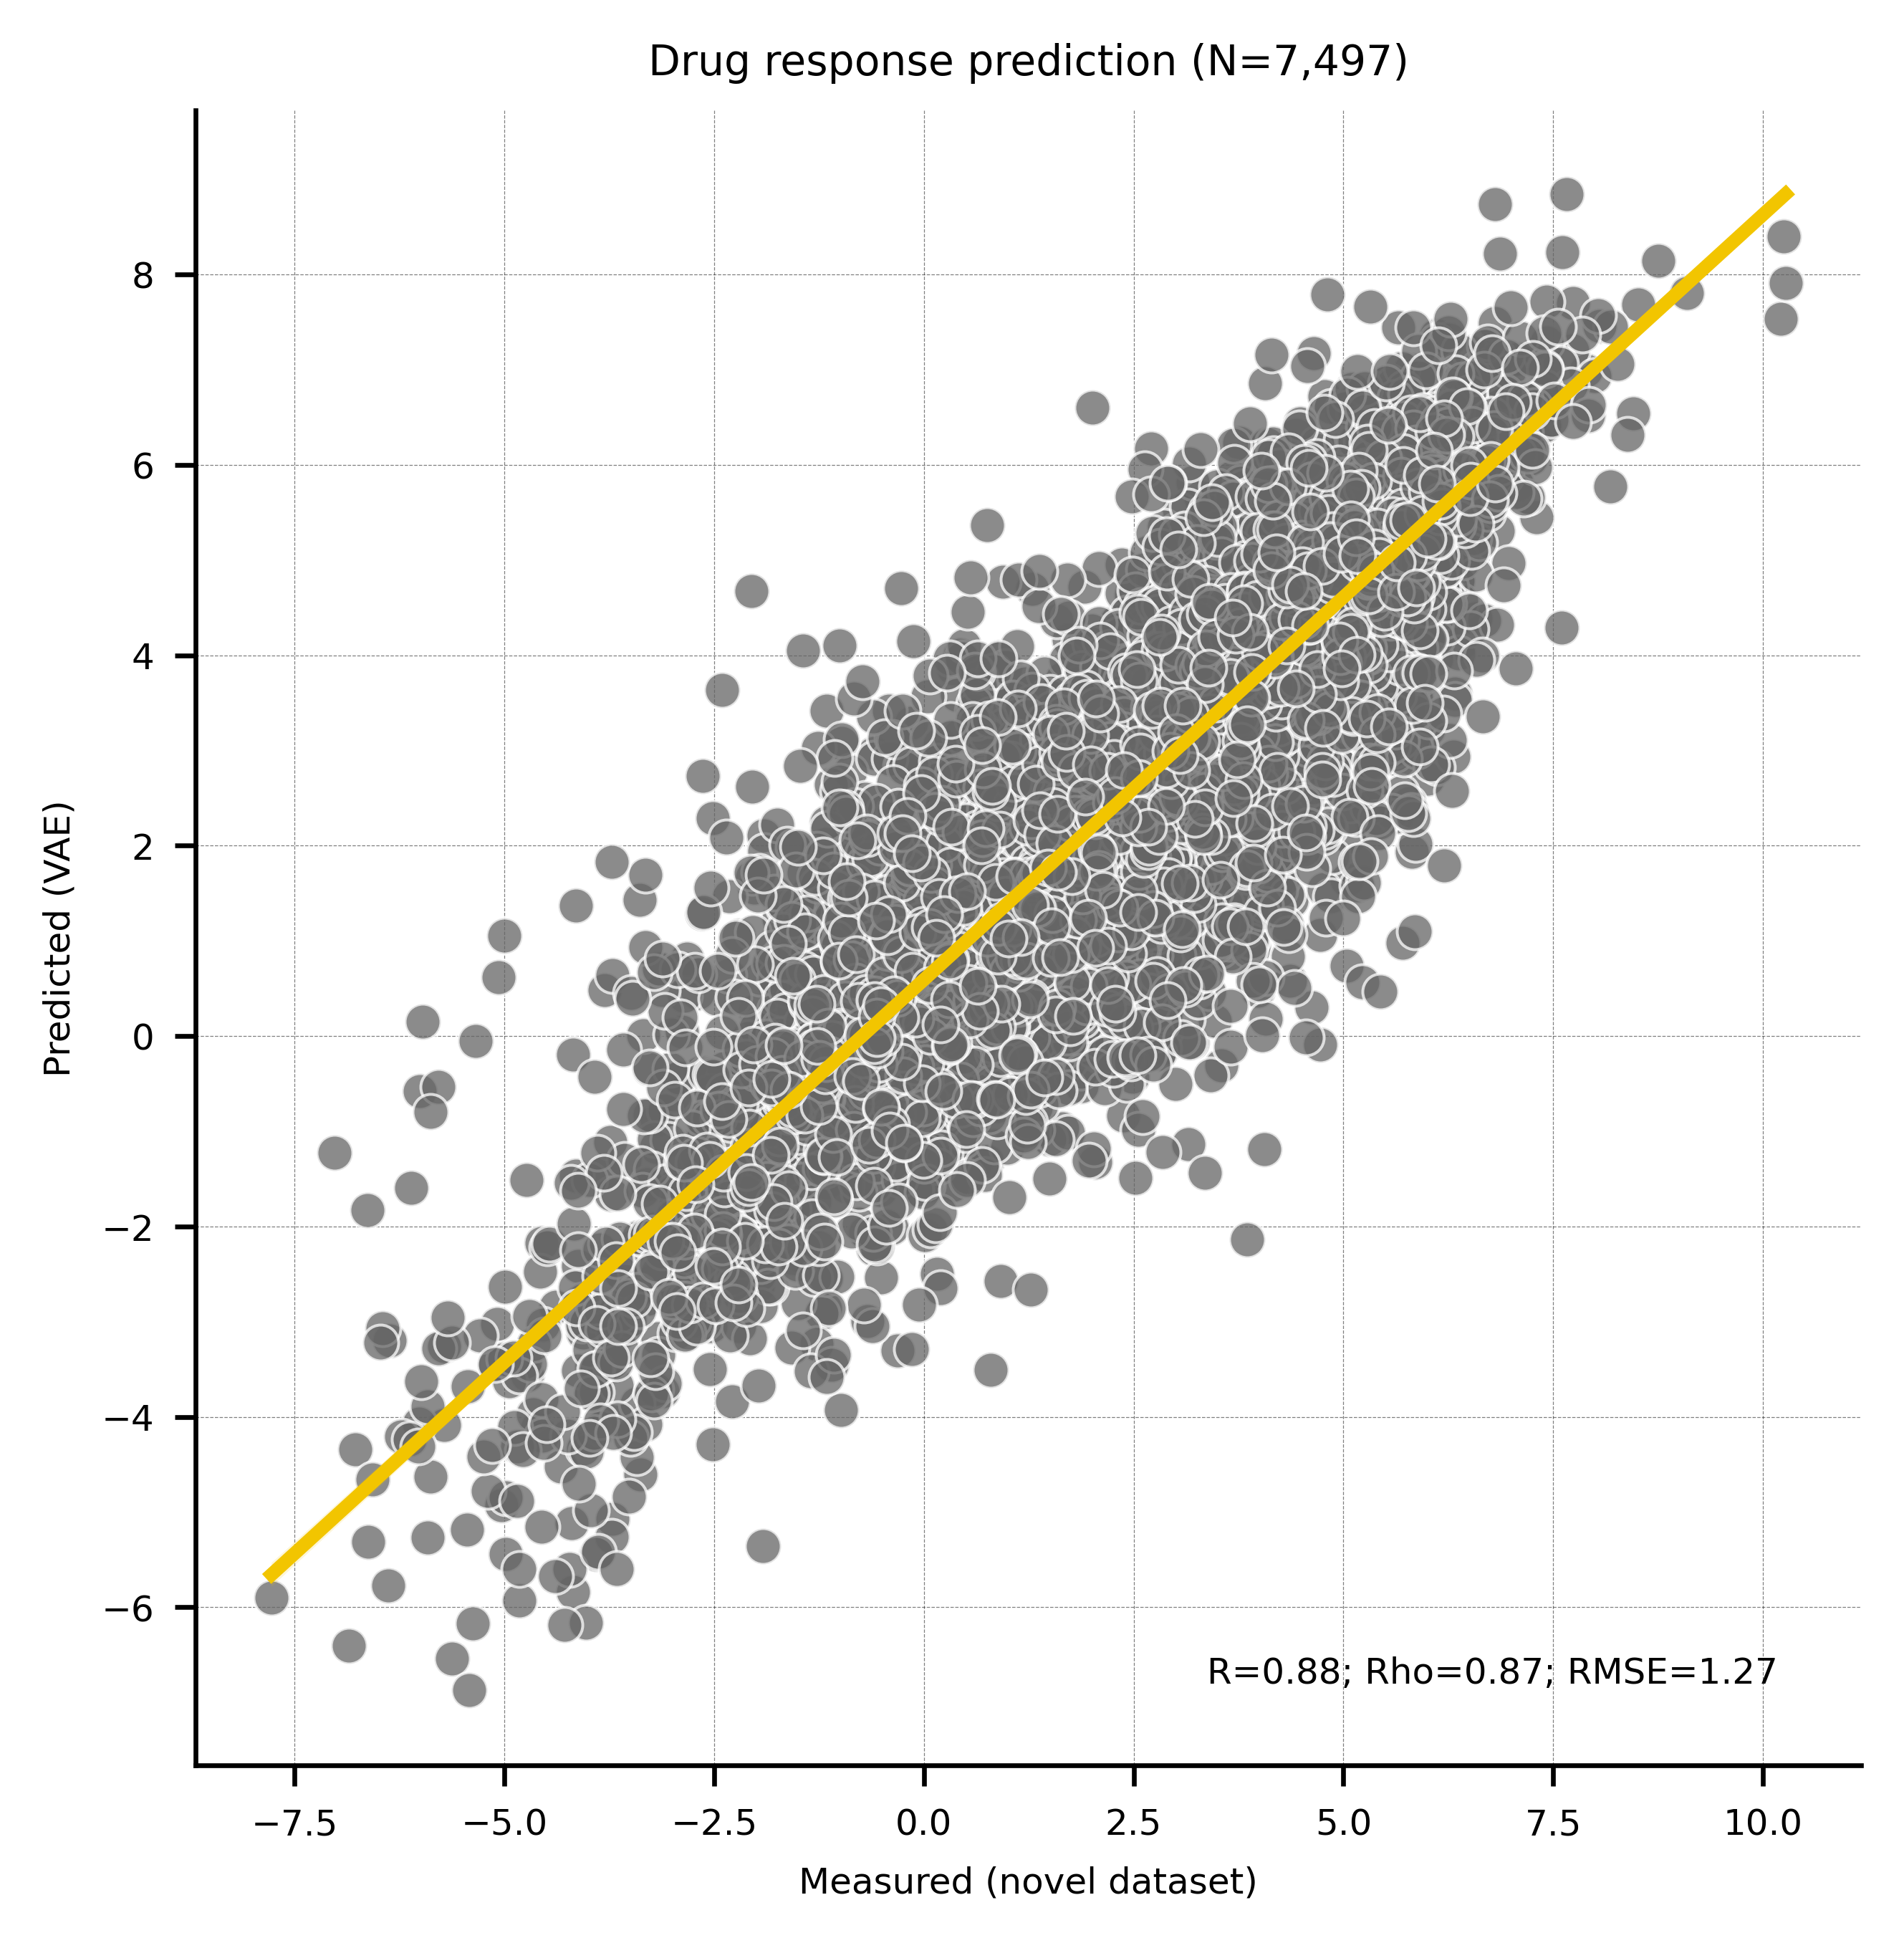 Drug response prediction (N=7,497)
8
6
4
2
0
−2
−4
−6
Predicted (VAE)
R=0.88; Rho=0.87; RMSE=1.27
−7.5 −5.0 −2.5 0.0 2.5 5.0 7.5 10.0
Measured (novel dataset)